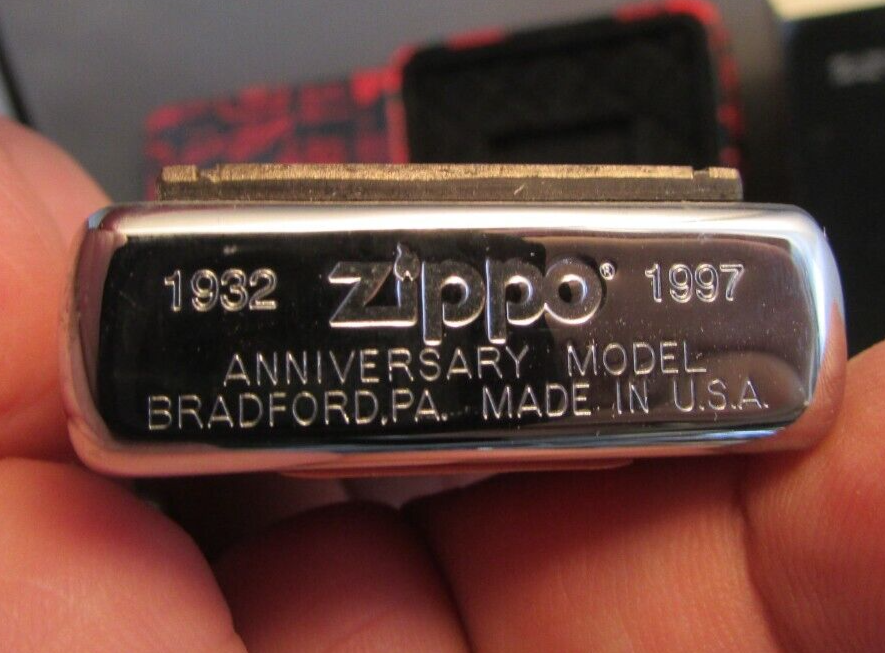 1932 Zippo® 1997
ANNIVERSARY MODEL
BRADFORD,PA. MADE IN U.S.A.